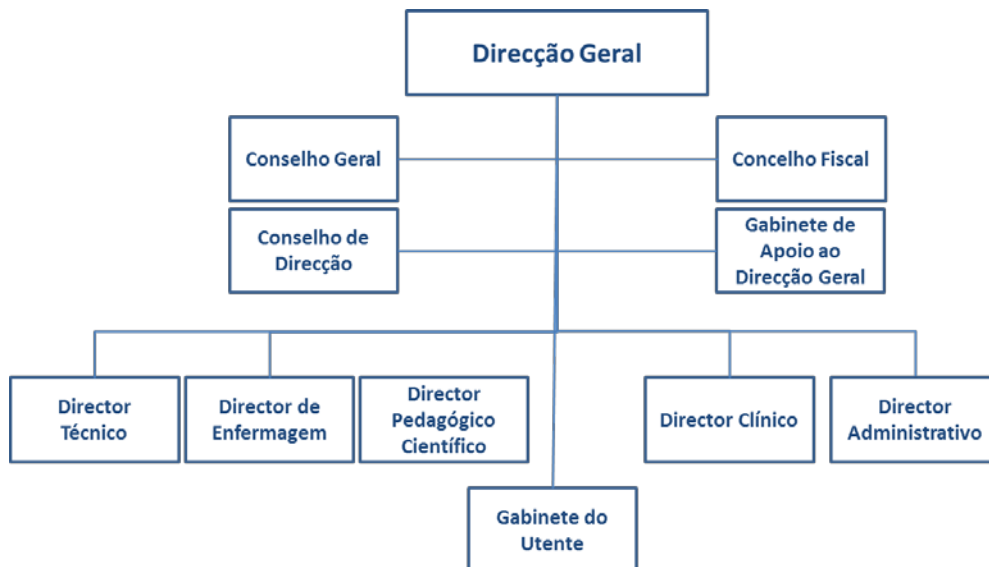 Direcção Geral
Conselho Geral
Concelho Fiscal
Conselho de
Direcção
Gabinete de
Apoio ao
Direcção Geral
Director
Técnico
Director de
Enfermagem
Director
Pedagógico
Científico
Director Clínico
Director
Administrativo
Gabinete do
Utente